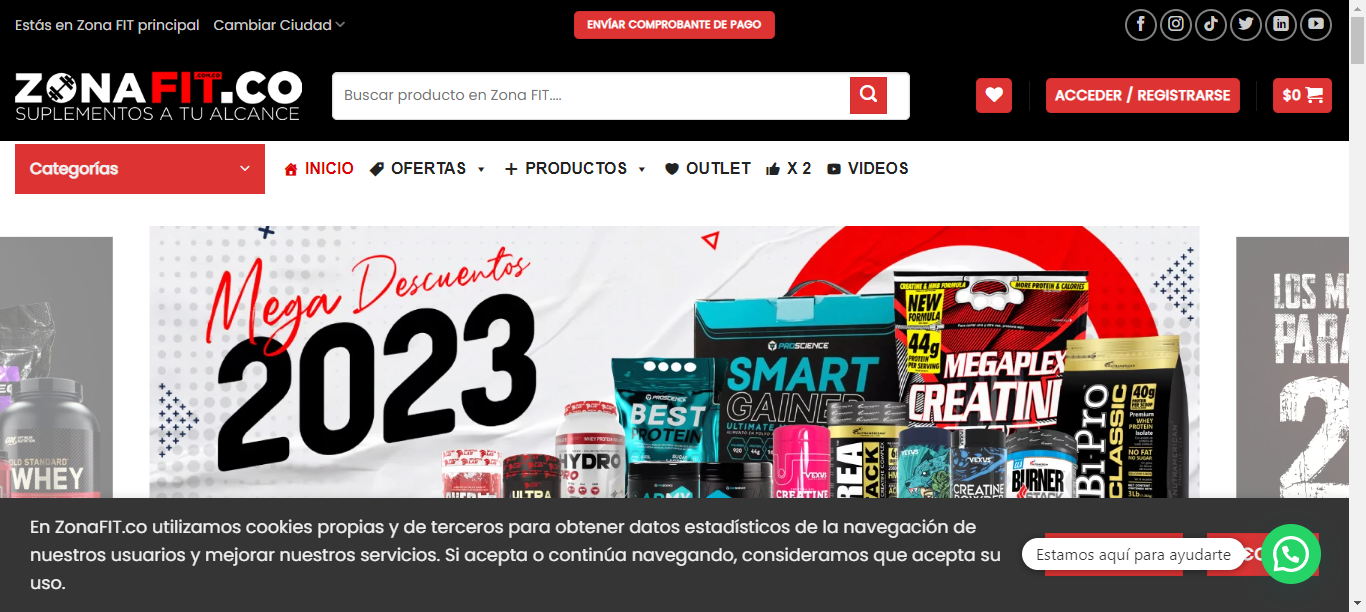 Estás en Zona FIT principal Cambiar Ciudad
ENVÍAR COMPROBANTE DE PAGO
ZONAFIT.CO
.COM.CO
SUPLEMENTOS A TU ALCANCE
Buscar producto en Zona FIT....
ACCEDER / REGISTRARSE
$0
Categorías
INICIO OFERTAS PRODUCTOS OUTLET X 2 VIDEOS
Mega Descuentos
2023
PROSCIENCE
SMART
GAINER
CREATINE & HMB FORMULA
MORE PROTEIN & CALORIES
NEW
FORMULA
44g
PROTEIN
PER SERVING
MEGAPLEX
CREATINE
PROSCIENCE
BEST
PROTEIN
HYDRO
PRO
ULTRA
VEXUS
CREATINE
CREA
STACK
VEXUS
CREATINE
BURNER
STACK
Bi Pro
CLASSIC
40g
Premium
WHEY
PROTEIN
Isolate
NO FAT
NO SUGAR
3Lb
GOLD STANDARD
WHEY
LOS M
PARA
2
En ZonaFIT.co utilizamos cookies propias y de terceros para obtener datos estadísticos de la navegación de
nuestros usuarios y mejorar nuestros servicios. Si acepta o continúa navegando, consideramos que acepta su
uso.
Estamos aquí para ayudarte